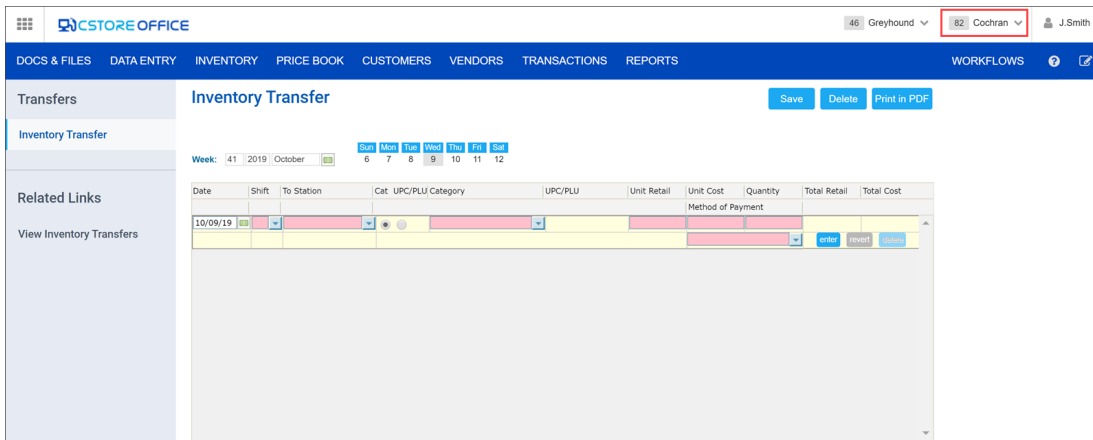 CSTORE OFFICE 46 Greyhound 82 Cochran J.Smith
DOCS & FILES DATA ENTRY INVENTORY PRICE BOOK CUSTOMERS VENDORS TRANSACTIONS REPORTS WORKFLOWS ?
Transfers
Inventory Transfer
Related Links
View Inventory Transfers
Inventory Transfer Save Delete Print in PDF
Sun Mon Tue Wed Thu Fri Sat
Week: 41 2019 October 6 7 8 9 10 11 12
Date Shift To Station Cat UPC/PLU Category UPC/PLU Unit Retail Unit Cost Quantity Total Retail Total Cost
Method of Payment
10/09/19
enter revert delete